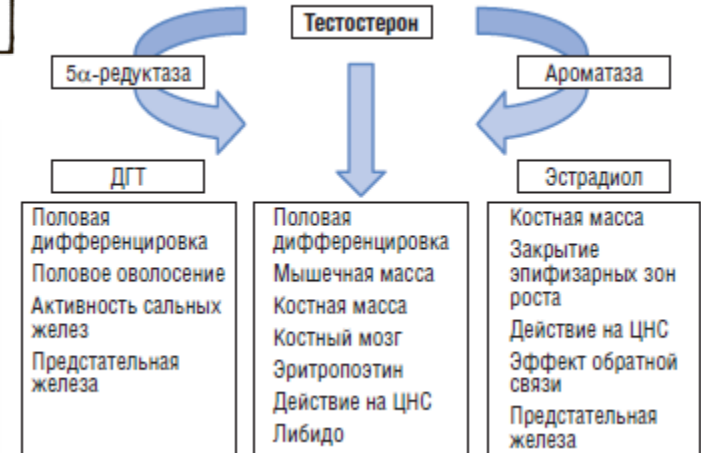 Тестостерон
5α-редуктаза
Ароматаза
ДГТ
Половая
дифференцировка
Половое оволосение
Активность сальных
желез
Предстательная
железа
Половая
дифференцировка
Мышечная масса
Костная масса
Костный мозг
Эритропоэтин
Действие на ЦНС
Либидо
Эстрадиол
Костная масса
Закрытие
эпифизарных зон
роста
Действие на ЦНС
Эффект обратной
связи
Предстательная
железа